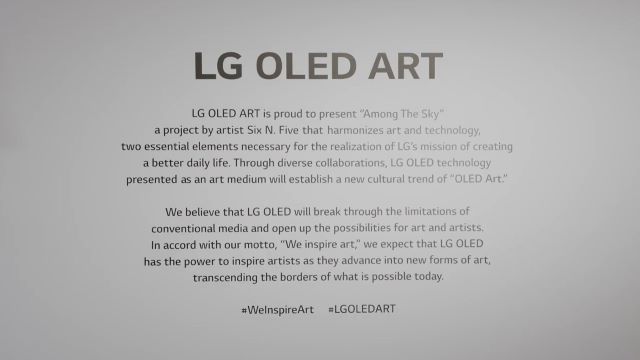 LG OLED ART
LG OLED ART is proud to present “Among The Sky”
a project by artist Six N. Five that harmonizes art and technology,
two essential elements necessary for the realization of LG’s mission of creating
a better daily life. Through diverse collaborations, LG OLED technology
presented as an art medium will establish a new cultural trend of “OLED Art.”
We believe that LG OLED will break through the limitations of
conventional media and open up the possibilities for art and artists.
In accord with our motto, “We inspire art,” we expect that LG OLED
has the power to inspire artists as they advance into new forms of art,
transcending the borders of what is possible today.
#WeInspireArt #LGOLEDART